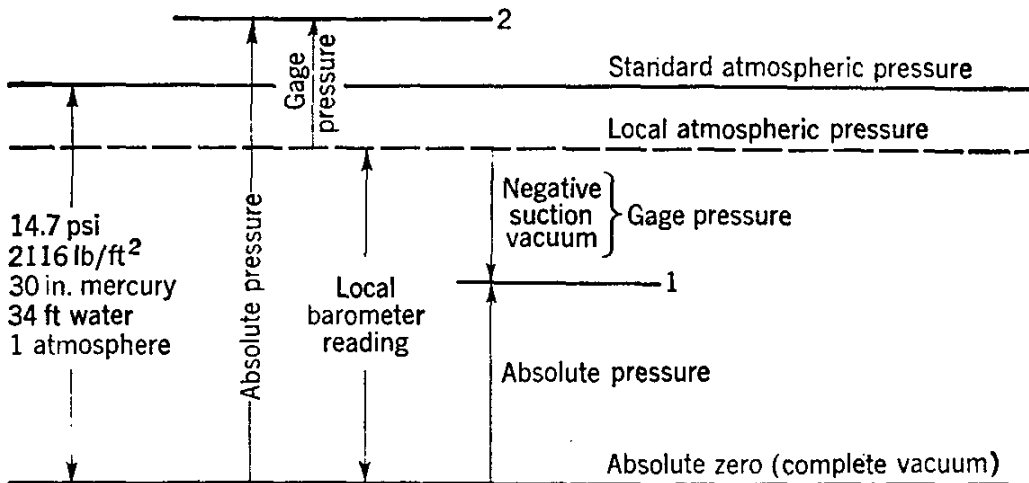 2
Standard atmospheric pressure
Gage
pressure
Local atmospheric pressure
Negative
suction
vacuum
Gage pressure
14.7 psi
2116 lb/ft²
30 in. mercury
34 ft water
1 atmosphere
Absolute pressure
Local
barometer
reading
1
Absolute pressure
Absolute zero (complete vacuum)